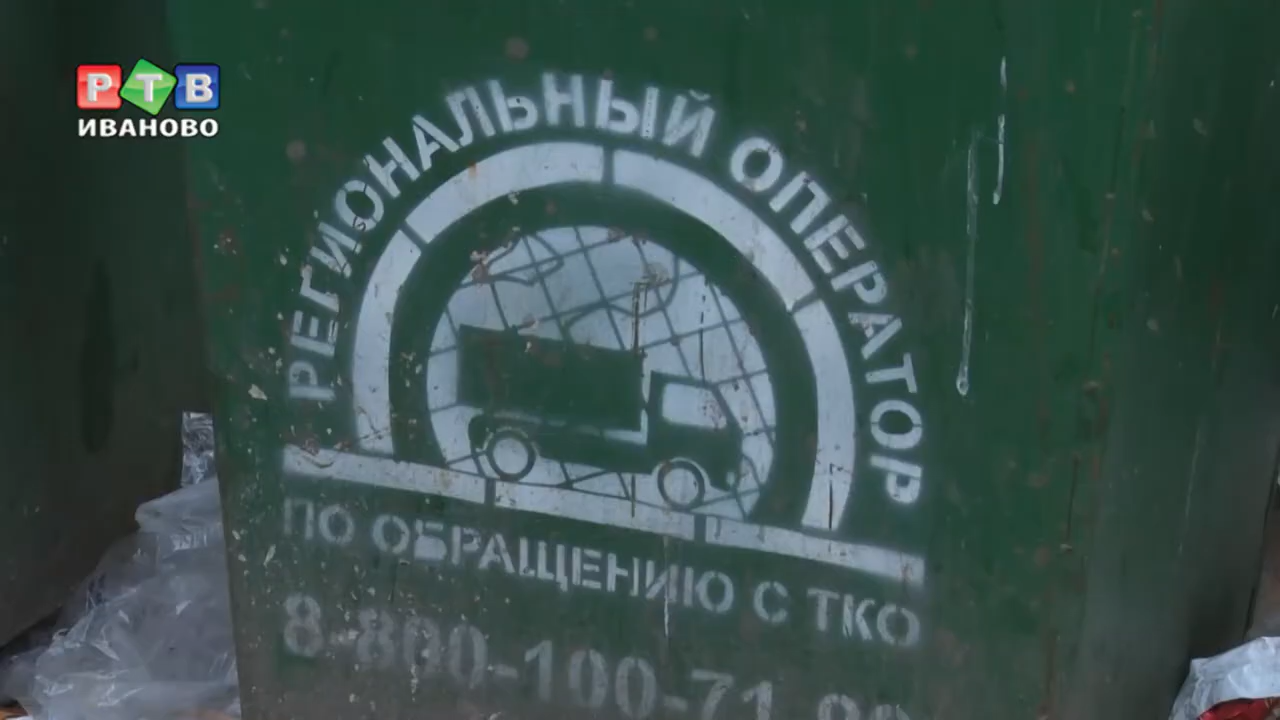 РТВ
ИВАНОВО
РЕГИОНАЛЬНЫЙ ОПЕРАТОР
ПО ОБРАЩЕНИЮ С ТКО
8-800-100-71